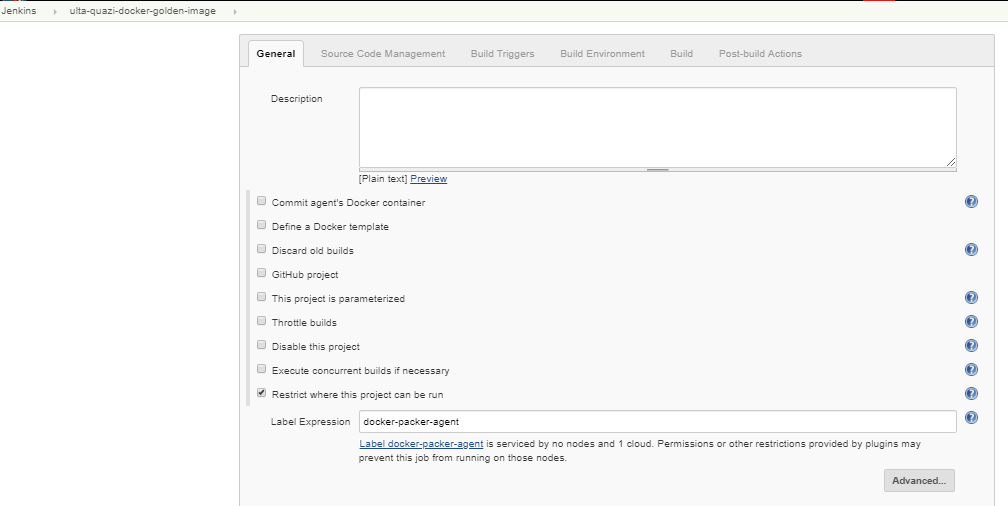 Jenkins ulta-quazi-docker-golden-image
General Source Code Management Build Triggers Build Environment Build Post-build Actions
Description
[Plain text] Preview
Commit agent's Docker container
Define a Docker template
Discard old builds
GitHub project
This project is parameterized
Throttle builds
Disable this project
Execute concurrent builds if necessary
Restrict where this project can be run
Label Expression docker-packer-agent
Label docker-packer-agent is serviced by no nodes and 1 cloud. Permissions or other restrictions provided by plugins may
prevent this job from running on those nodes.
Advanced...